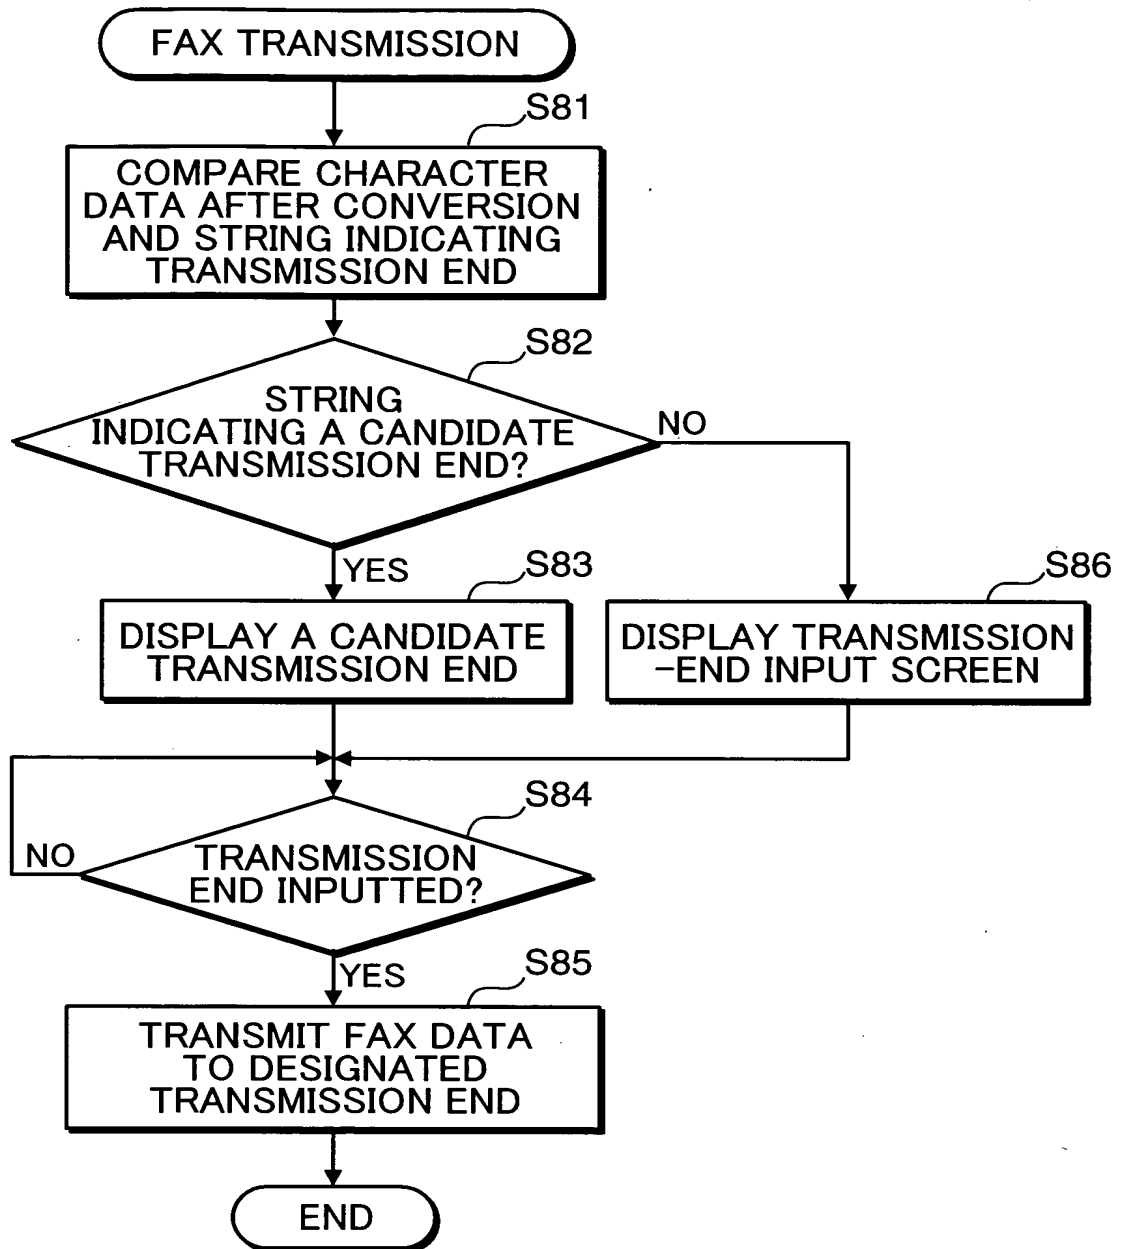 FAX TRANSMISSION
S81
COMPARE CHARACTER
DATA AFTER CONVERSION
AND STRING INDICATING
TRANSMISSION END
S82
STRING
INDICATING A CANDIDATE
TRANSMISSION END?
NO
YES
S83
DISPLAY A CANDIDATE
TRANSMISSION END
S86
DISPLAY TRANSMISSION
-END INPUT SCREEN
S84
TRANSMISSION
END INPUTTED?
NO
YES
S85
TRANSMIT FAX DATA
TO DESIGNATED
TRANSMISSION END
END